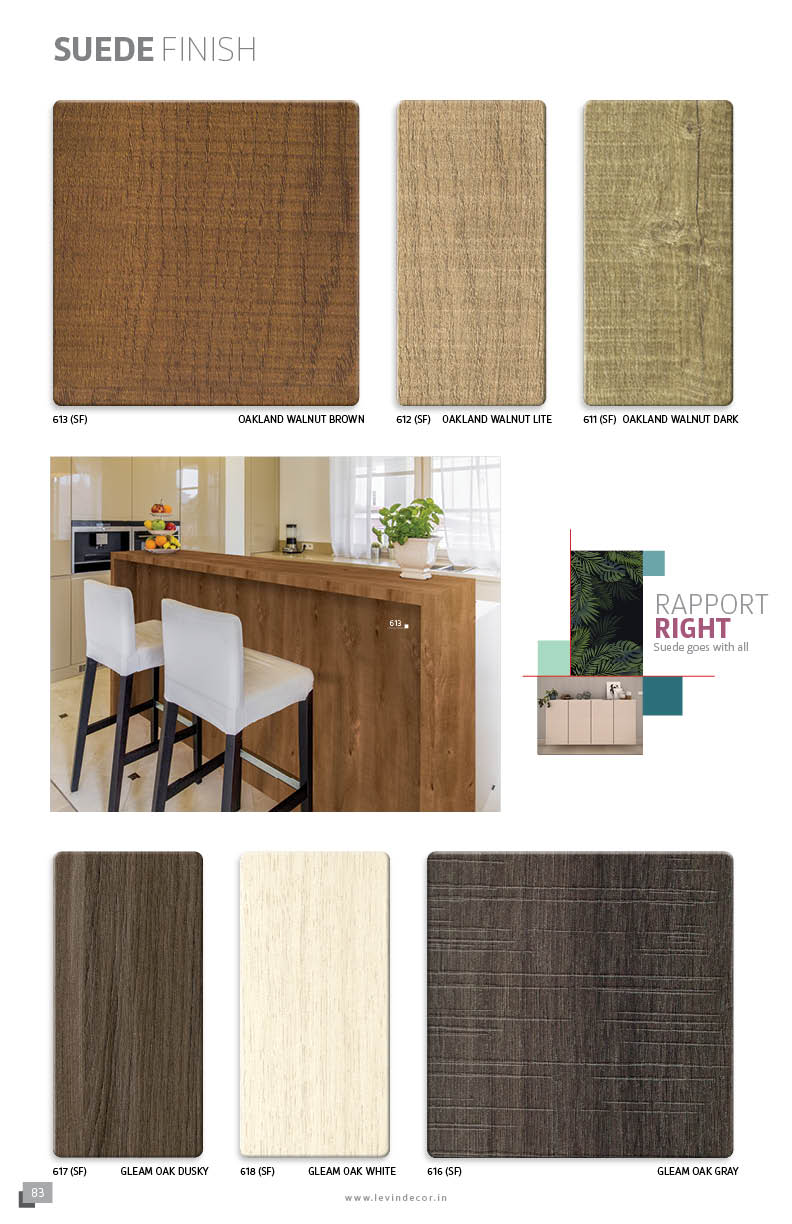 SUEDE FINISH
613 (SF) OAKLAND WALNUT BROWN
612 (SF) OAKLAND WALNUT LITE
611 (SF) OAKLAND WALNUT DARK
613
RAPPORT
RIGHT
Suede goes with all
617 (SF) GLEAM OAK DUSKY
618 (SF) GLEAM OAK WHITE
616 (SF) GLEAM OAK GRAY
83
www.levindecor.in